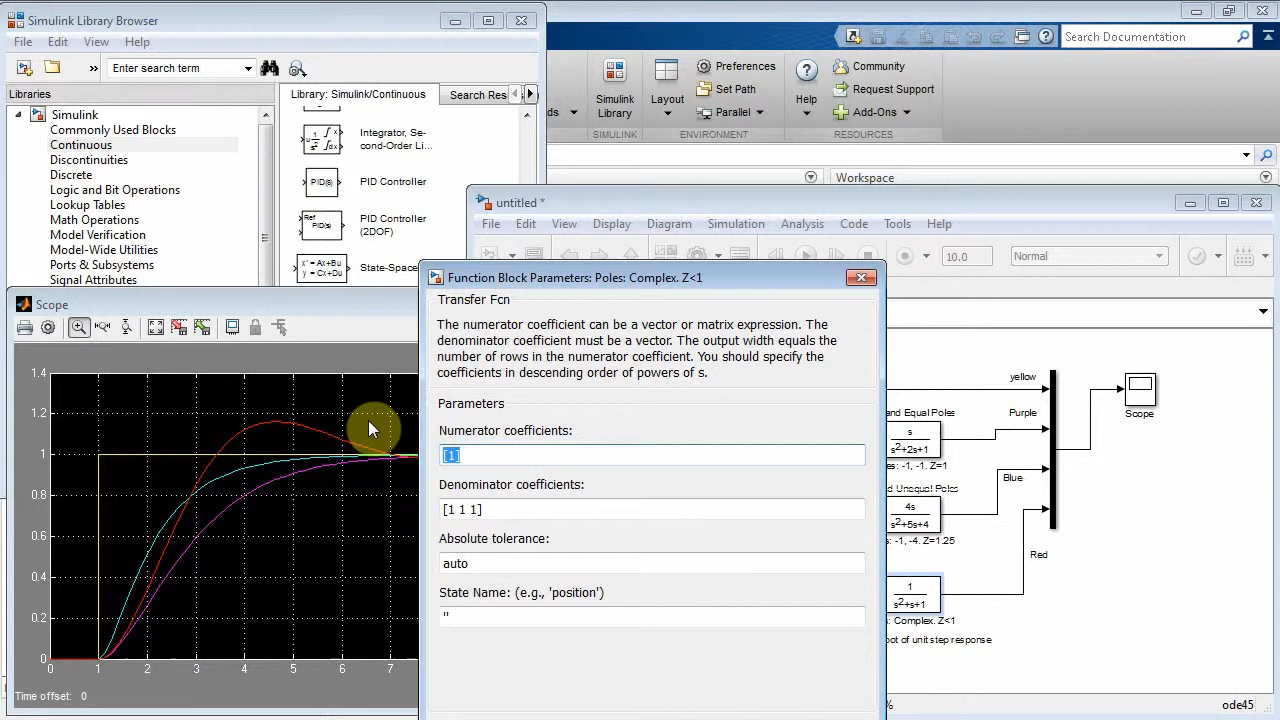 Simulink Library Browser
File Edit View Help
Enter search term
Libraries
Library: Simulink/Continuous
Search Res
Simulink
Commonly Used Blocks
Continuous
Discontinuities
Discrete
Logic and Bit Operations
Lookup Tables
Math Operations
Model Verification
Model-Wide Utilities
Ports & Subsystems
Signal Attributes
Integrator, Se-
cond-Order Li...
PID(s)
PID Controller
Ref
PID(s)
PID Controller
(2DOF)
x' = Ax+Bu
y = Cx+Du
State-Space
Search Documentation
Simulink
Library
SIMULINK
Layout
Preferences
Set Path
Parallel
ENVIRONMENT
Help
Community
Request Support
Add-Ons
RESOURCES
Workspace
untitled *
File Edit View Display Diagram Simulation Analysis Code Tools Help
10.0
Normal
Function Block Parameters: Poles: Complex. Z<1
Transfer Fcn
The numerator coefficient can be a vector or matrix expression. The
denominator coefficient must be a vector. The output width equals the
number of rows in the numerator coefficient. You should specify the
coefficients in descending order of powers of s.
Parameters
Numerator coefficients:
[1]
Denominator coefficients:
[1 1 1]
Absolute tolerance:
auto
State Name: (e.g., 'position')
''
Scope
1.4
1.2
1
0.8
0.6
0.4
0.2
0
0 1 2 3 4 5 6 7
Time offset: 0
yellow
Scope
and Equal Poles
Purple
s
s2+2s+1
s: -1, -1. Z=1
and Unequal Poles
Blue
4s
s2+5s+4
s: -1, -4. Z=1.25
Red
1
s2+s+1
s: Complex. Z<1
oot of unit step response
%
ode45